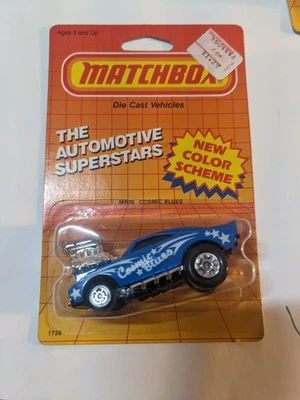 Ages 3 and Up
MATCHBOX
Die Cast Vehicles
THE
AUTOMOTIVE
SUPERSTARS
NEW
COLOR
SCHEME
COSMIC BLUES
Cosmic
Blues
1726